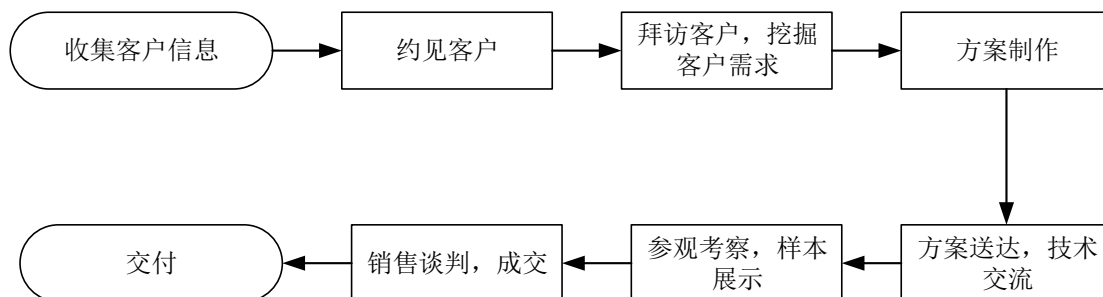 收集客户信息
约见客户
拜访客户，挖掘
客户需求
方案制作
方案送达，技术
交流
参观考察，样本
展示
销售谈判，成交
交付